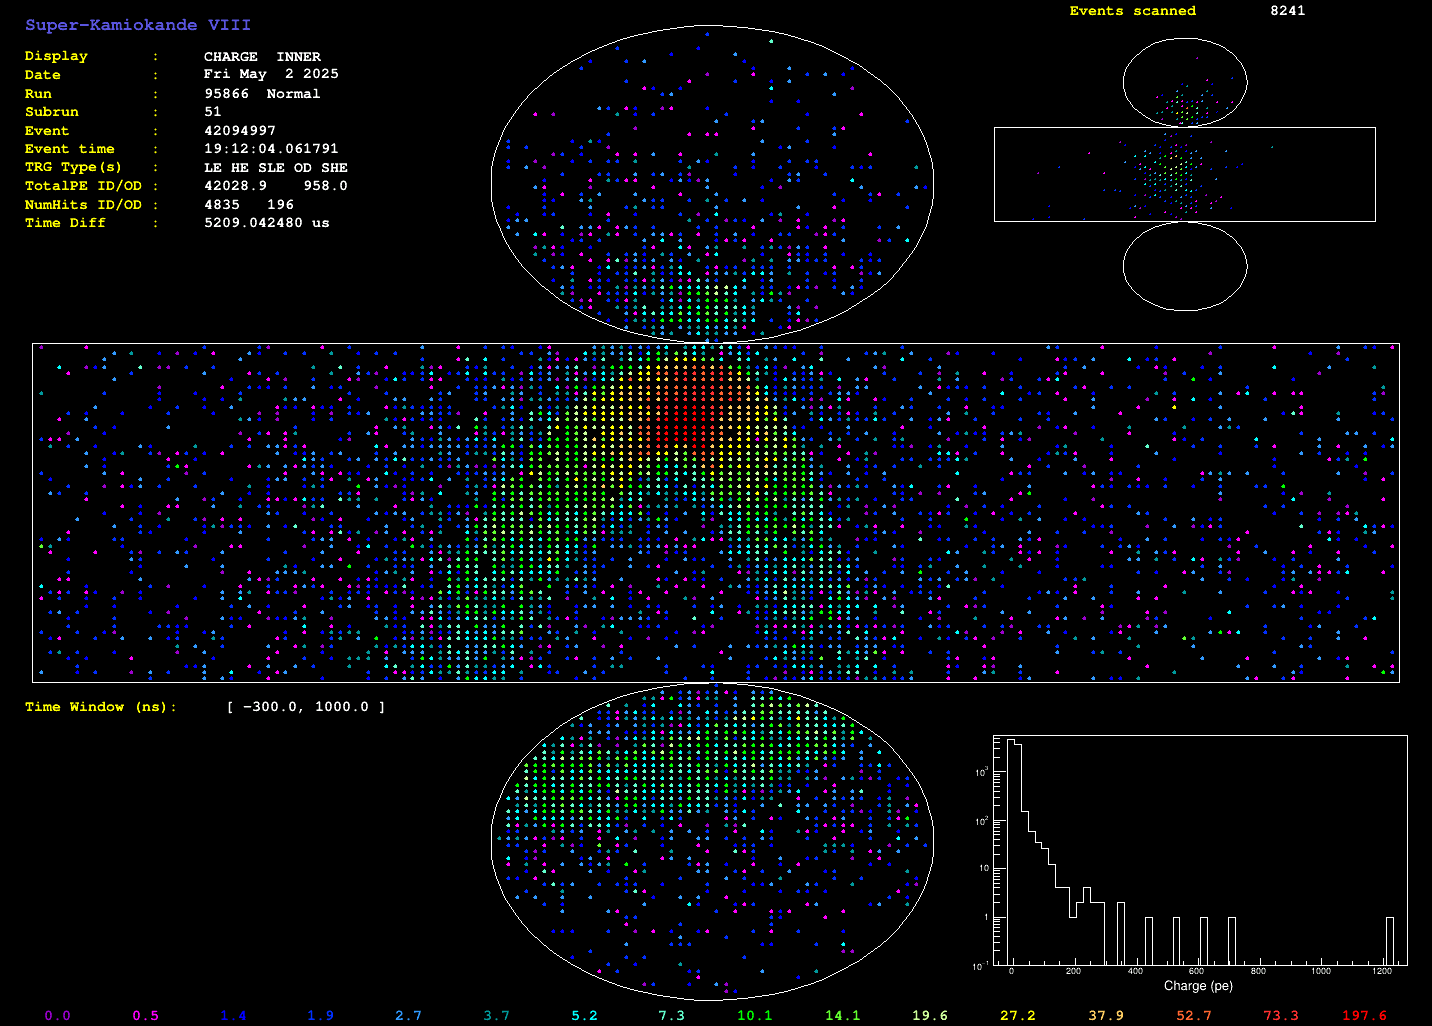 Super-Kamiokande VIII
Display : CHARGE INNER
Date : Fri May 2 2025
Run : 95866 Normal
Subrun : 51
Event : 42094997
Event time : 19:12:04.061791
TRG Type(s) : LE HE SLE OD SHE
TotalPE ID/OD : 42028.9 958.0
NumHits ID/OD : 4835 196
Time Diff : 5209.042480 us
Events scanned 8241
Time Window (ns): [ -300.0, 1000.0 ]
10^3
10^2
10
1
10^-1
0 200 400 600 800 1000 1200
Charge (pe)
0.0 0.5 1.4 1.9 2.7 3.7 5.2 7.3 10.1 14.1 19.6 27.2 37.9 52.7 73.3 197.6